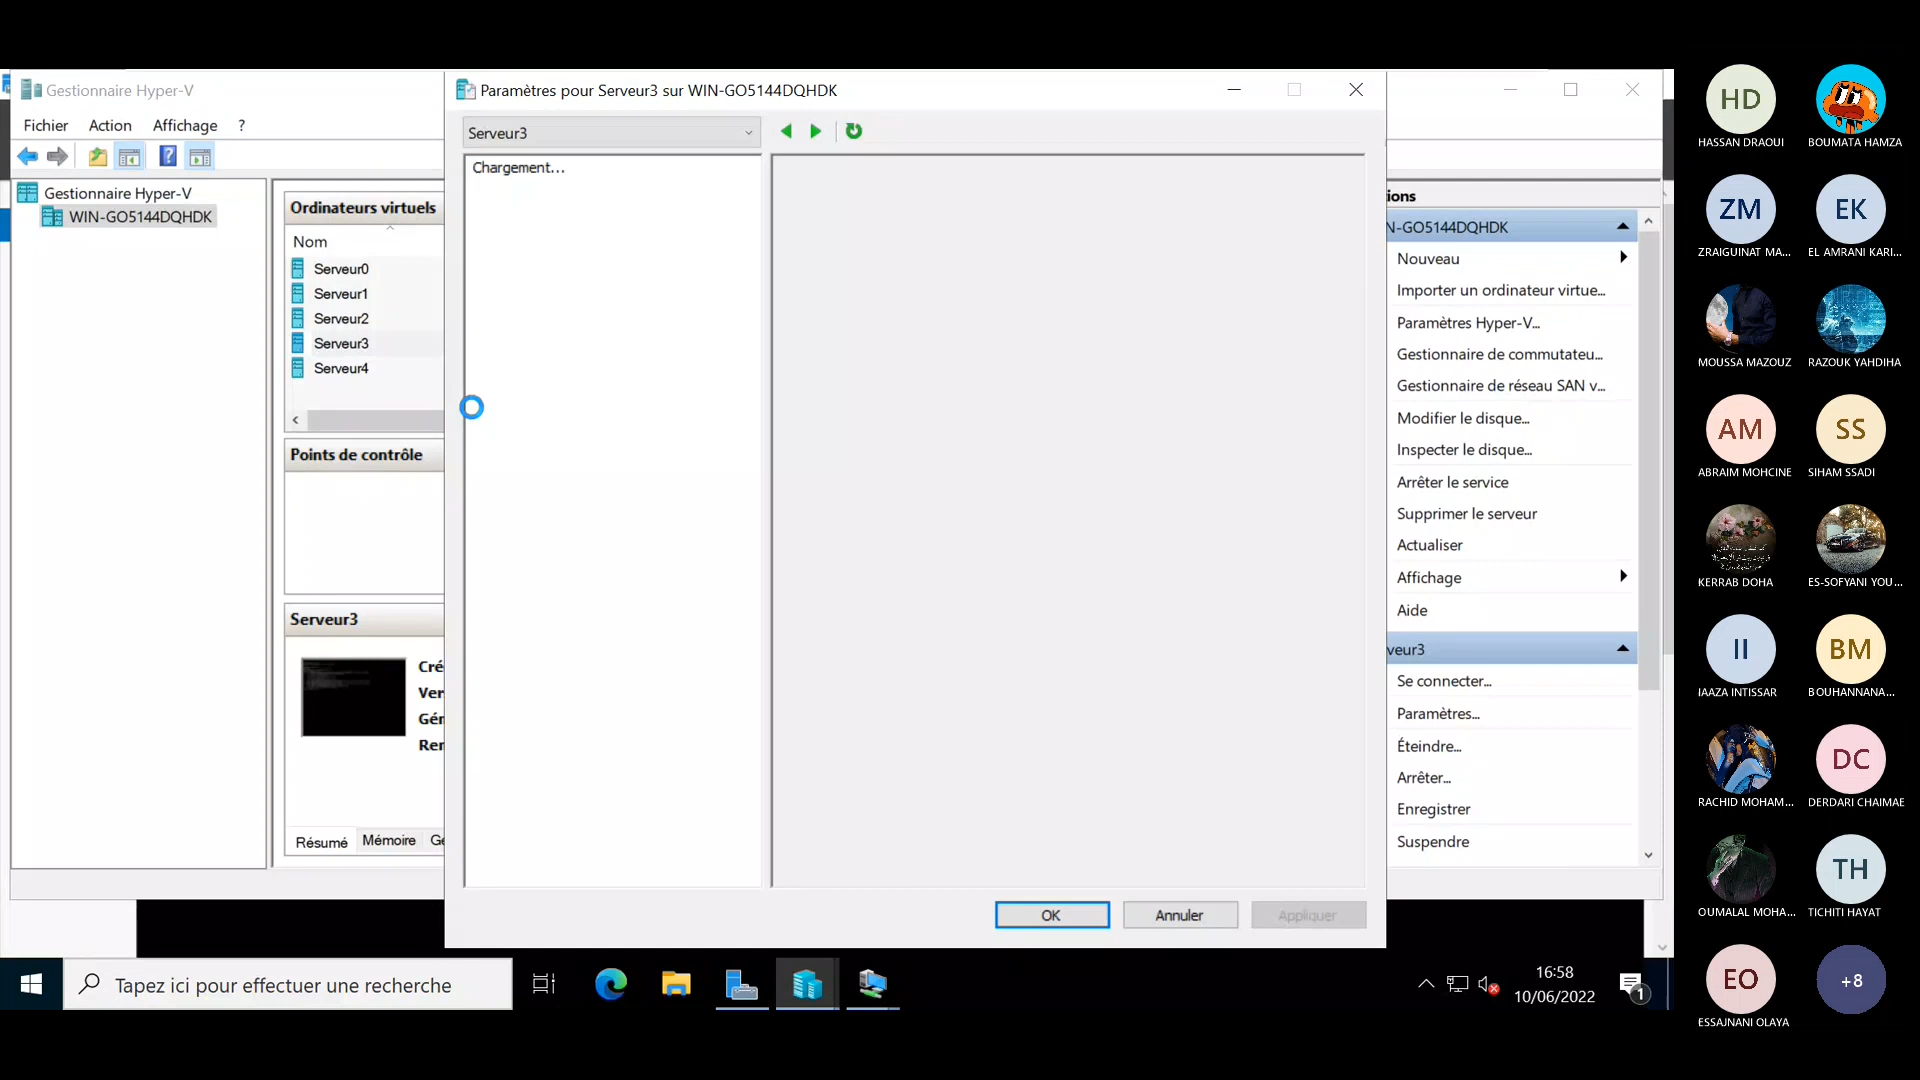 Gestionnaire Hyper-V
Fichier Action Affichage ?
Gestionnaire Hyper-V
WIN-GO5144DQHDK
Ordinateurs virtuels
Nom
Serveur0
Serveur1
Serveur2
Serveur3
Serveur4
Points de contrôle
Serveur3
Cré
Ver
Gén
Rer
Résumé Mémoire Ge
Paramètres pour Serveur3 sur WIN-GO5144DQHDK
Serveur3
Chargement...
OK Annuler Appliquer
ions
N-GO5144DQHDK
Nouveau
Importer un ordinateur virtue...
Paramètres Hyper-V...
Gestionnaire de commutateu...
Gestionnaire de réseau SAN v...
Modifier le disque...
Inspecter le disque...
Arrêter le service
Supprimer le serveur
Actualiser
Affichage
Aide
veur3
Se connecter...
Paramètres...
Éteindre...
Arrêter...
Enregistrer
Suspendre
Tapez ici pour effectuer une recherche
16:58
10/06/2022
1
HD
HASSAN DRAOUI
BOUMATA HAMZA
ZM
ZRAIGUINAT MA...
EK
EL AMRANI KARI...
MOUSSA MAZOUZ
RAZOUK YAHDIHA
AM
ABRAIM MOHCINE
SS
SIHAM SSADI
KERRAB DOHA
ES-SOFYANI YOU...
II
IAAZA INTISSAR
BM
BOUHANNANA...
RACHID MOHAM...
DC
DERDARI CHAIMAE
OUMALAL MOHA...
TH
TICHITI HAYAT
EO
ESSAJNANI OLAYA
+8